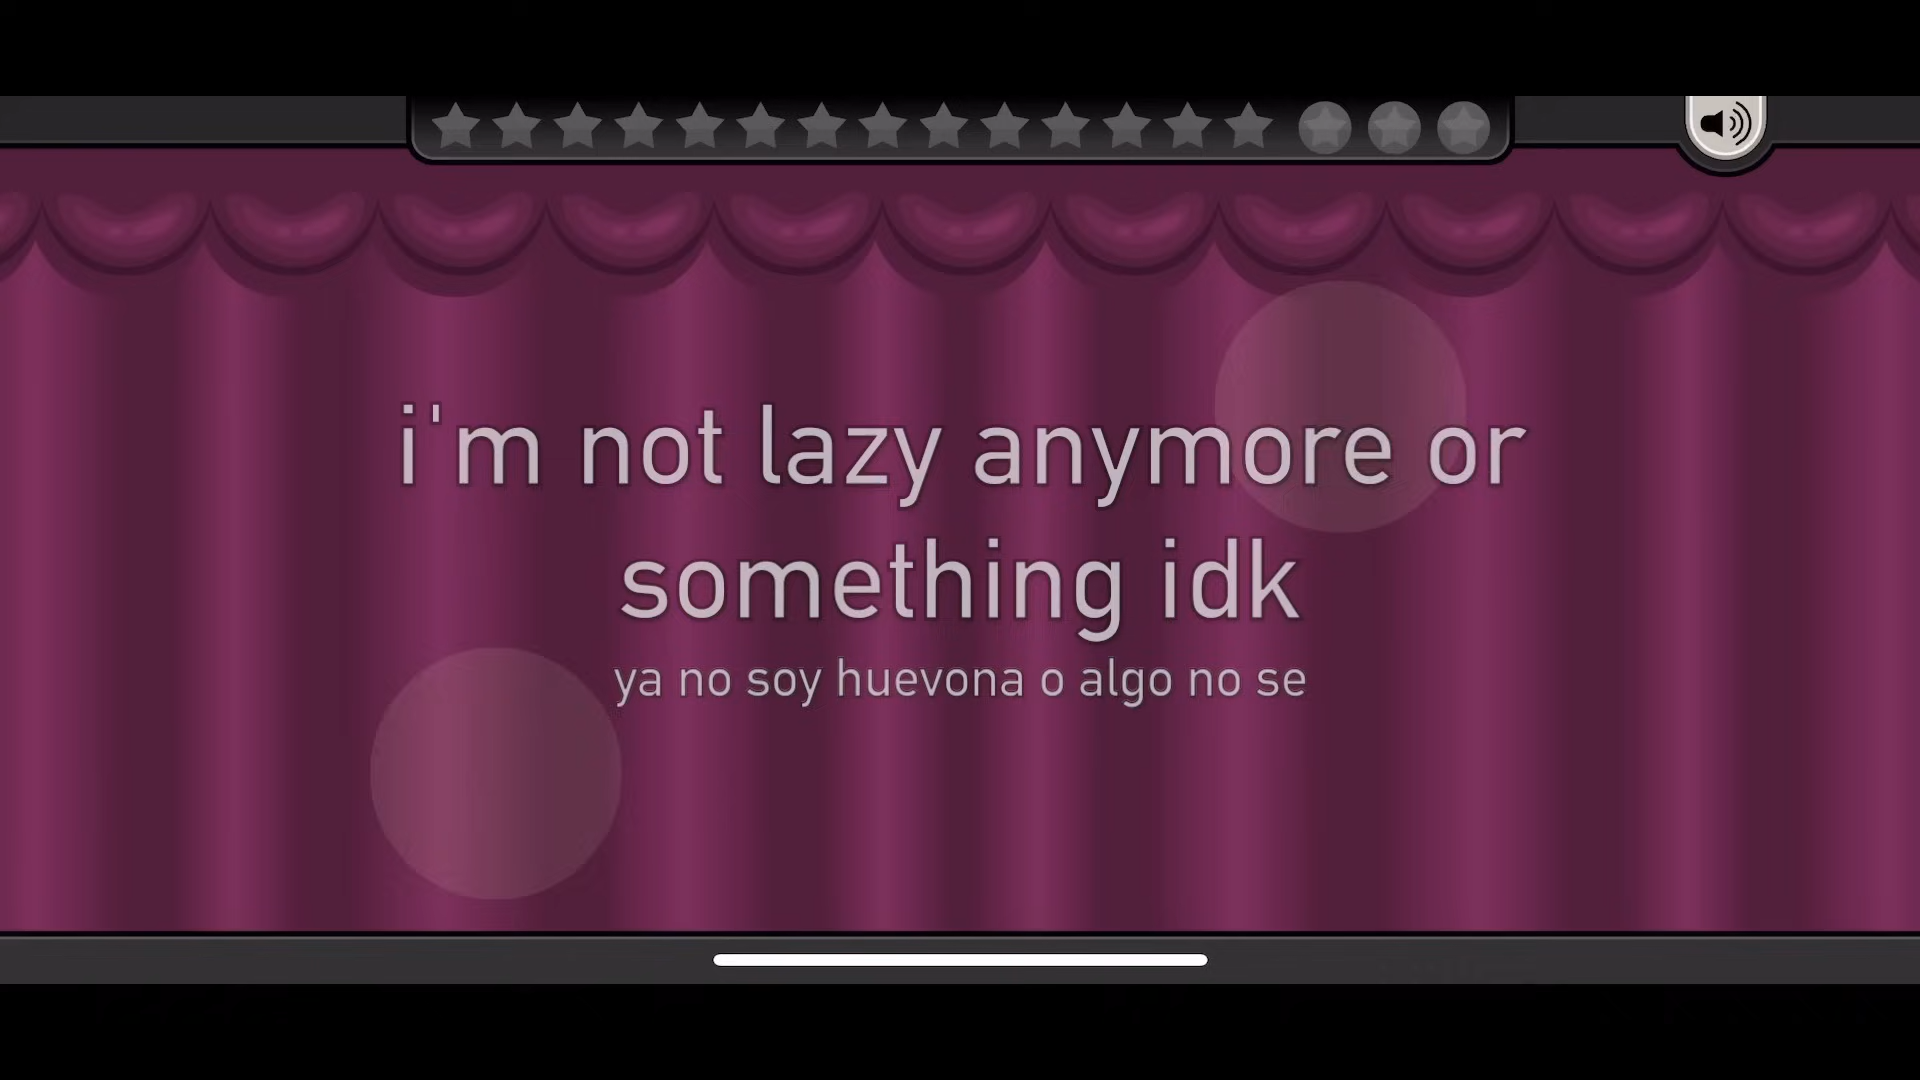 i'm not lazy anymore or
something idk
ya no soy huevona o algo no se